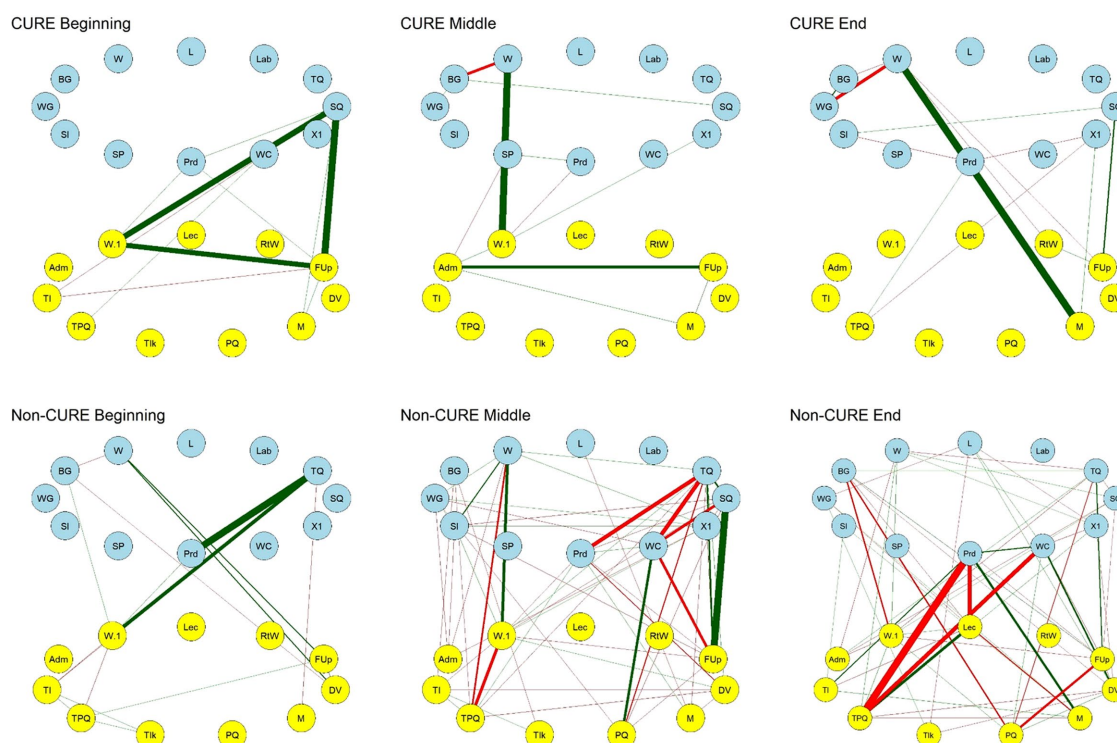 CURE Beginning
L
W
Lab
BG
TQ
WG
SQ
SI
X1
SP
Prd
WC
W.1
Lec
RtW
Adm
FUp
TI
DV
TPQ
M
Tlk
PQ
CURE Middle
L
W
Lab
BG
TQ
WG
SQ
SI
X1
SP
Prd
WC
W.1
Lec
RtW
Adm
FUp
TI
DV
TPQ
M
Tlk
PQ
CURE End
L
W
Lab
BG
TQ
WG
SI
X1
SP
Prd
WC
W.1
Lec
RtW
Adm
FUp
TI
DV
TPQ
M
Tlk
PQ
Non-CURE Beginning
L
W
Lab
BG
TQ
WG
SQ
SI
X1
SP
Prd
WC
W.1
Lec
RtW
Adm
FUp
TI
DV
TPQ
M
Tlk
PQ
Non-CURE Middle
L
W
Lab
BG
TQ
WG
SQ
SI
X1
SP
Prd
WC
W.1
Lec
RtW
Adm
FUp
TI
DV
TPQ
M
Tlk
PQ
Non-CURE End
L
W
Lab
BG
TQ
WG
SI
X1
SP
Prd
WC
W.1
Lec
RtW
Adm
FUp
TI
DV
TPQ
M
Tlk
PQ